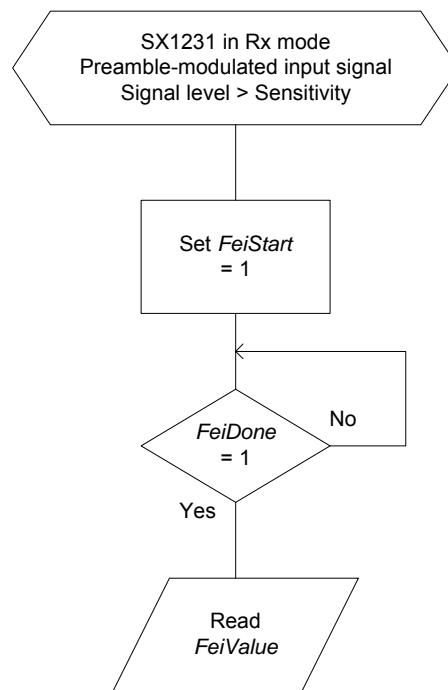 SX1231 in Rx mode
Preamble-modulated input signal
Signal level > Sensitivity
Set FeiStart
= 1
FeiDone
= 1
No
Yes
Read
FeiValue